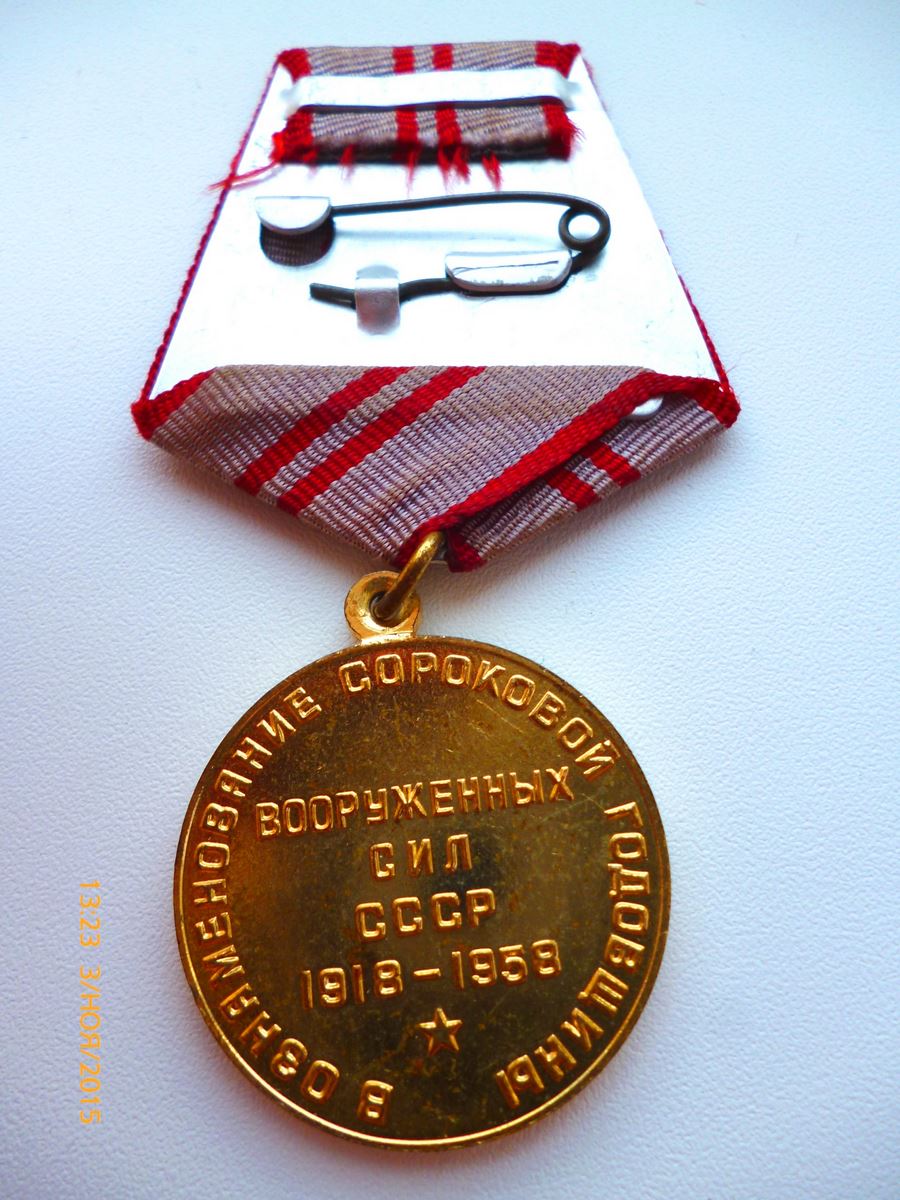 В ОЗНАМЕНОВАНИЕ СОРОКОВОЙ ГОДОВЩИНЫ
ВООРУЖЕННЫХ
СИЛ
СССР
1918-1958
13:23 3/НОЯ/2015